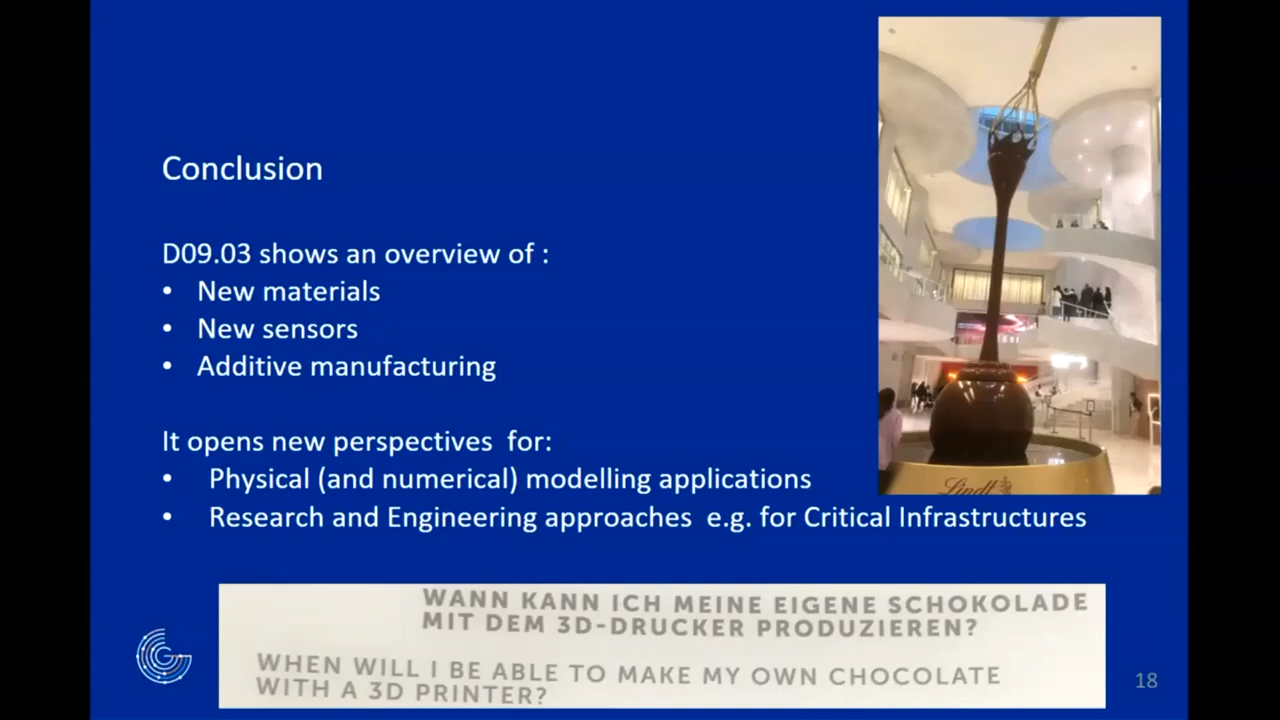 Conclusion
D09.03 shows an overview of :
• New materials
• New sensors
• Additive manufacturing
It opens new perspectives for:
• Physical (and numerical) modelling applications
• Research and Engineering approaches e.g. for Critical Infrastructures
Lindt
WANN KANN ICH MEINE EIGENE SCHOKOLADE
MIT DEM 3D-DRUCKER PRODUZIEREN?
WHEN WILL I BE ABLE TO MAKE MY OWN CHOCOLATE
WITH A 3D PRINTER?
18